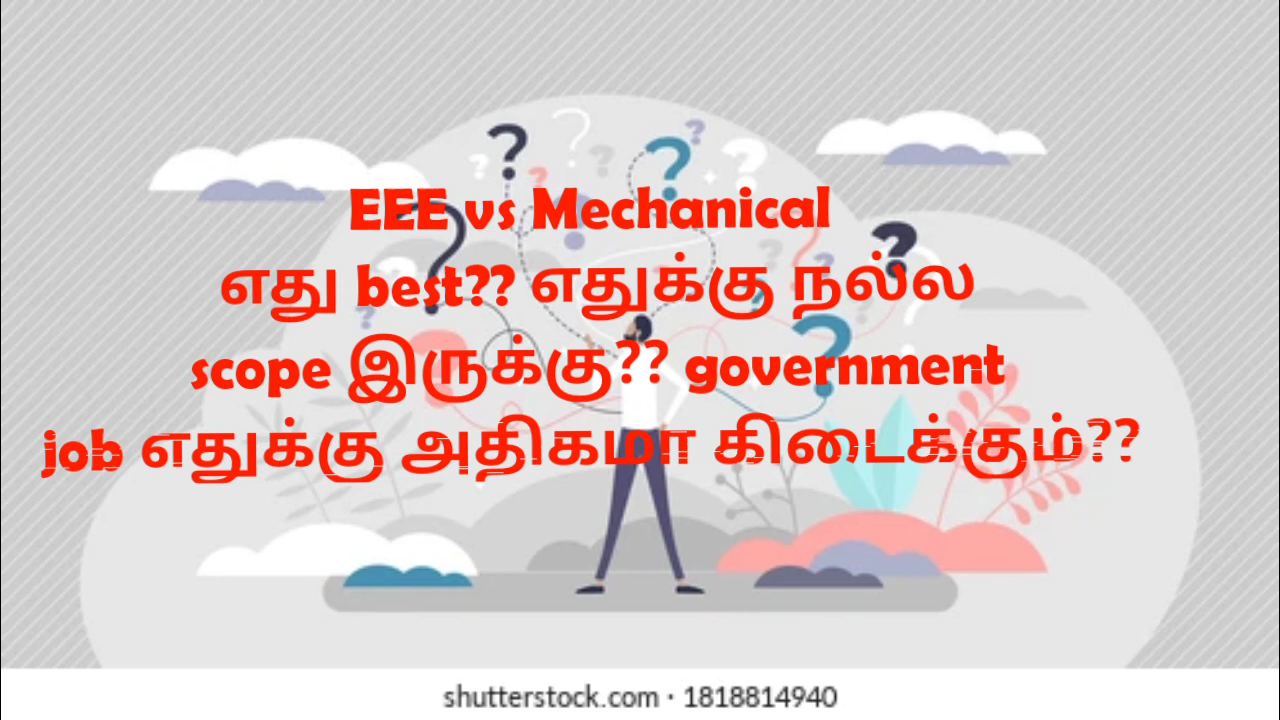 EEE vs Mechanical
எது best?? எதுக்கு நல்ல
scope இருக்கு?? government
job எதுக்கு அதிகமா கிடைக்கும்??
shutterstock.com · 1818814940